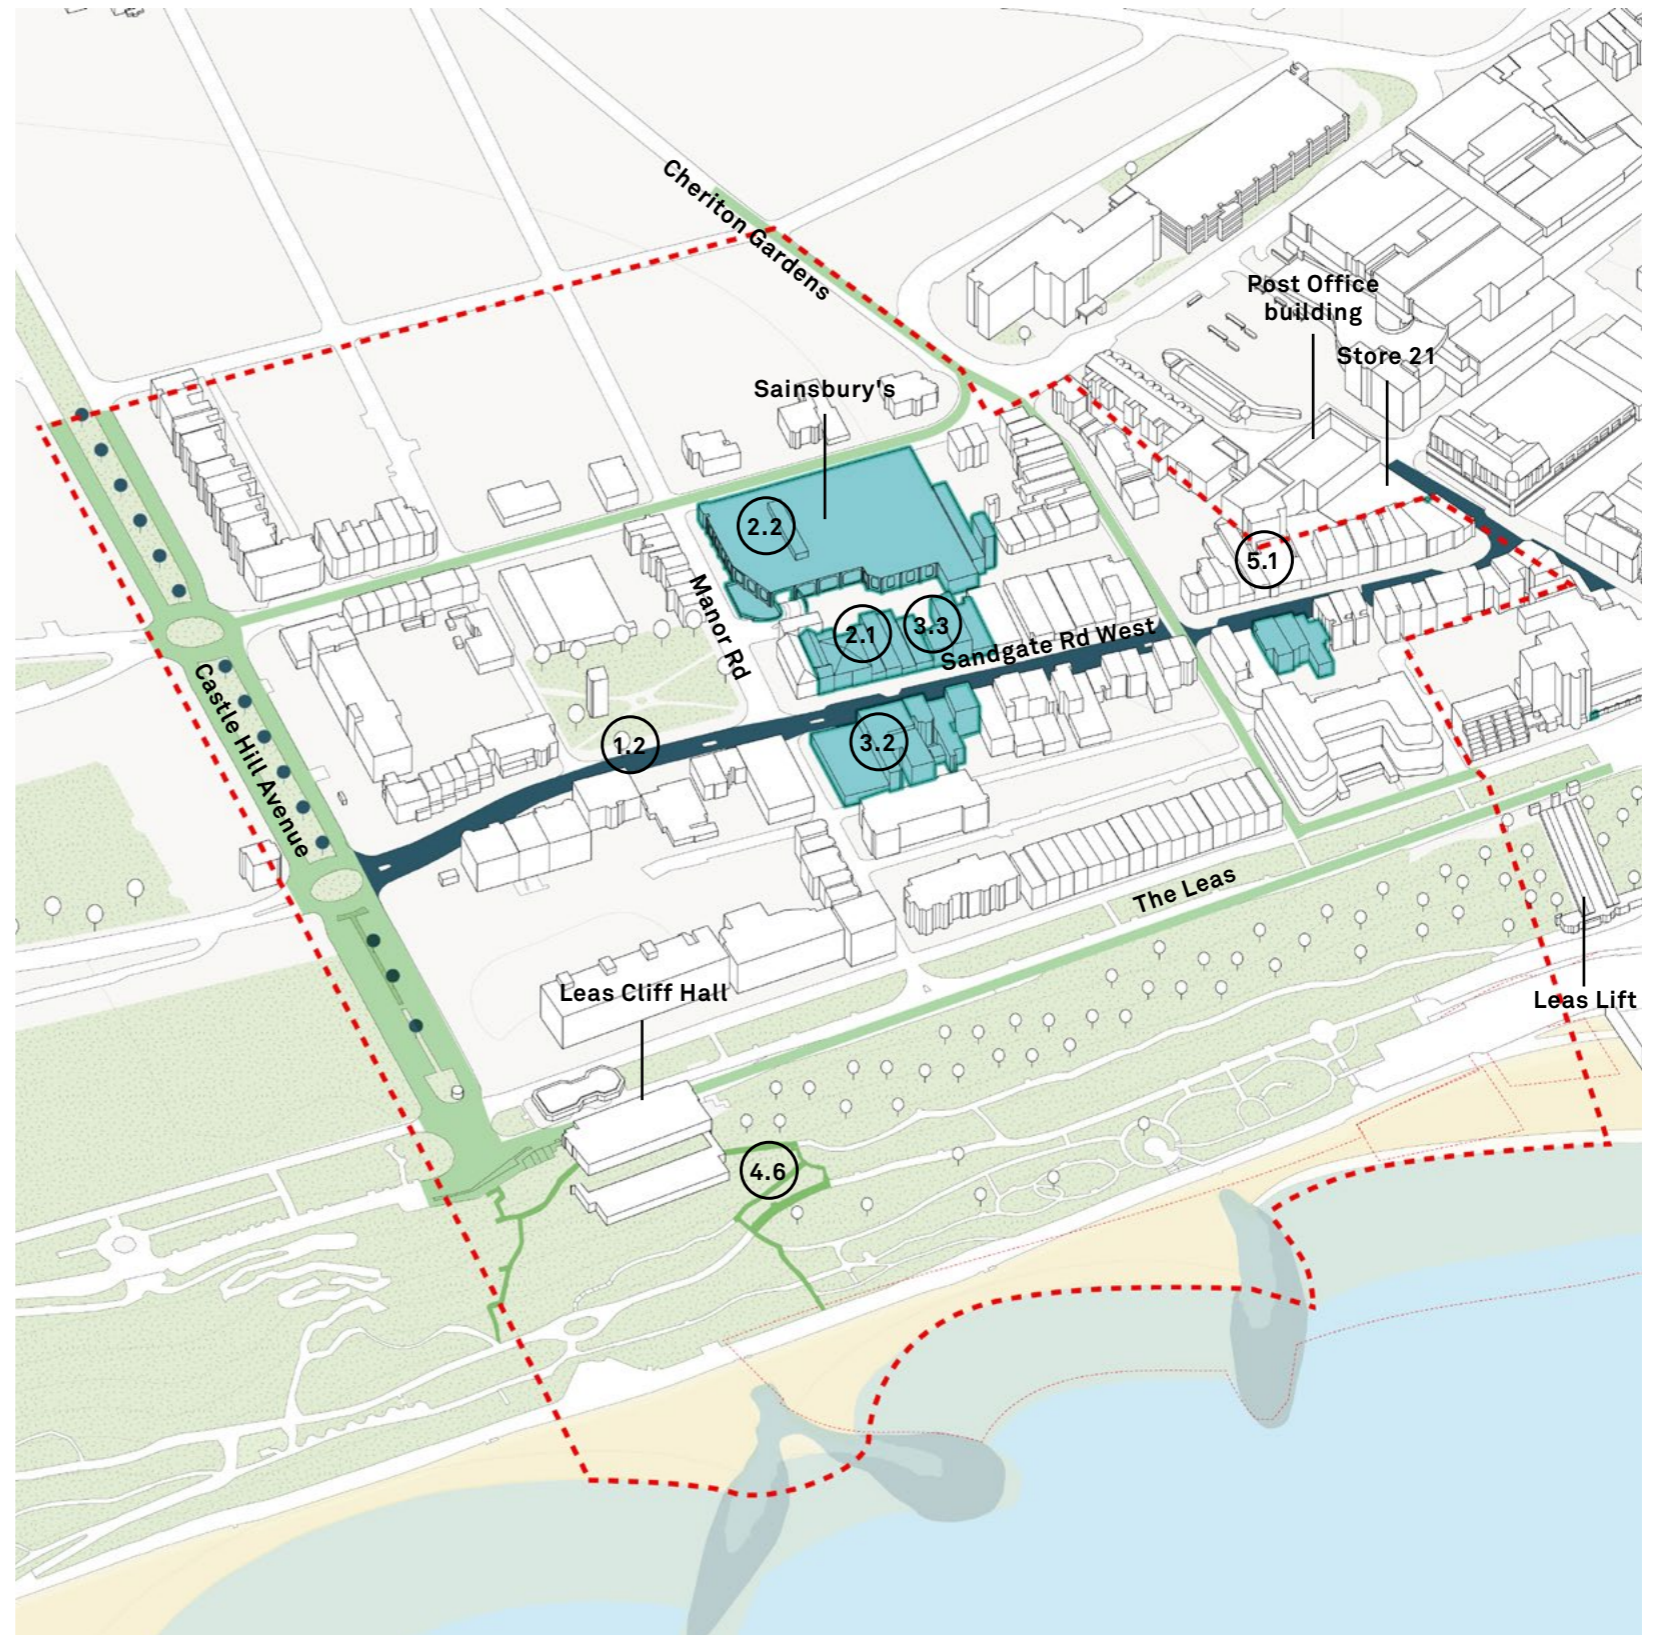 Cheriton Gardens
Post Office
building
Store 21
Sainsbury's
2.2
5.1
Manor Rd
2.1
3.3
Sandgate Rd West
Castle Hill Avenue
1.2
3.2
The Leas
Leas Cliff Hall
Leas Lift
4.6